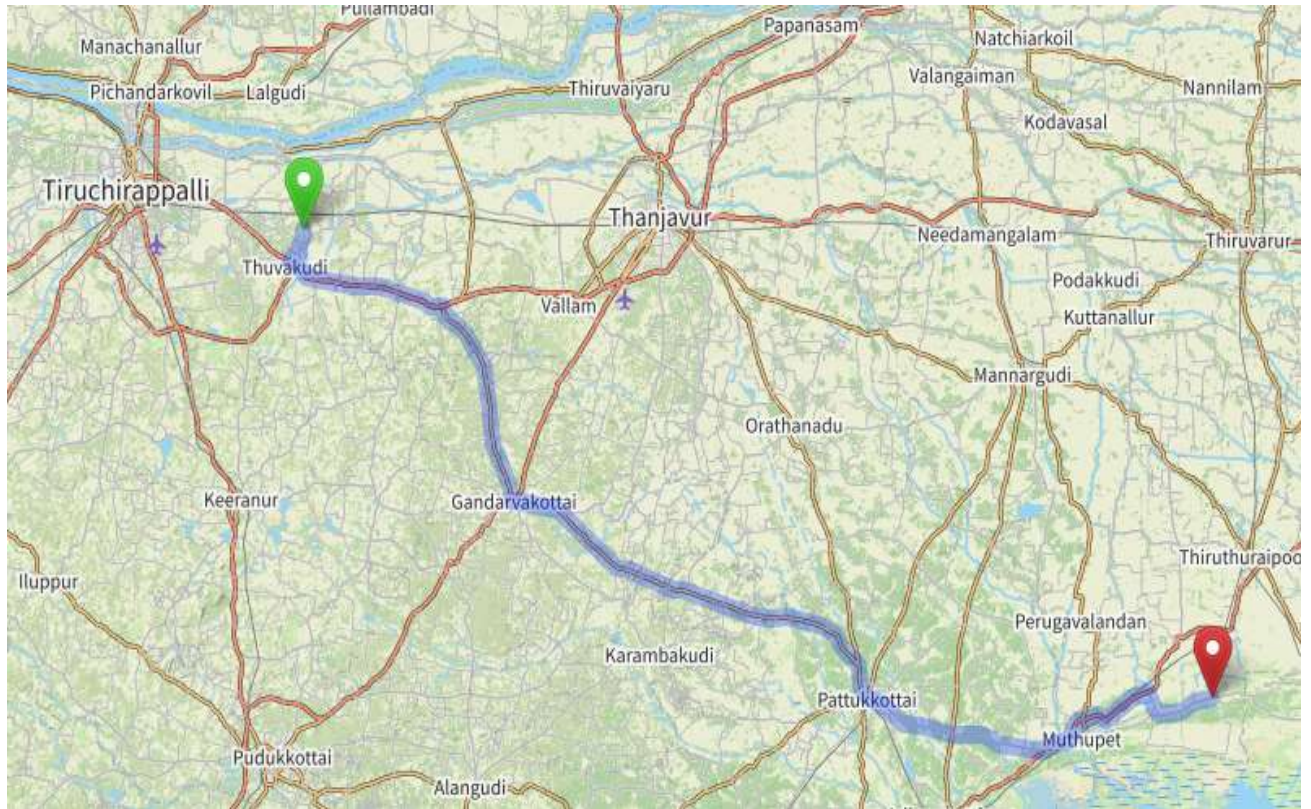 Pullambadi
Papanasam
Natchiarkoil
Manachanallur
Valangaiman
Pichandarkovil
Lalgudi
Thiruvaiyaru
Nannilam
Kodavasal
Tiruchirappalli
Thanjavur
Needamangalam
Thiruvarur
Thuvakudi
Podakkudi
Vallam
Kuttanallur
Mannargudi
Orathanadu
Keeranur
Gandarvakottai
Thiruthuraipoo
Iluppur
Perugavalandan
Karambakudi
Pattukkottai
Muthupet
Pudukkottai
Alangudi